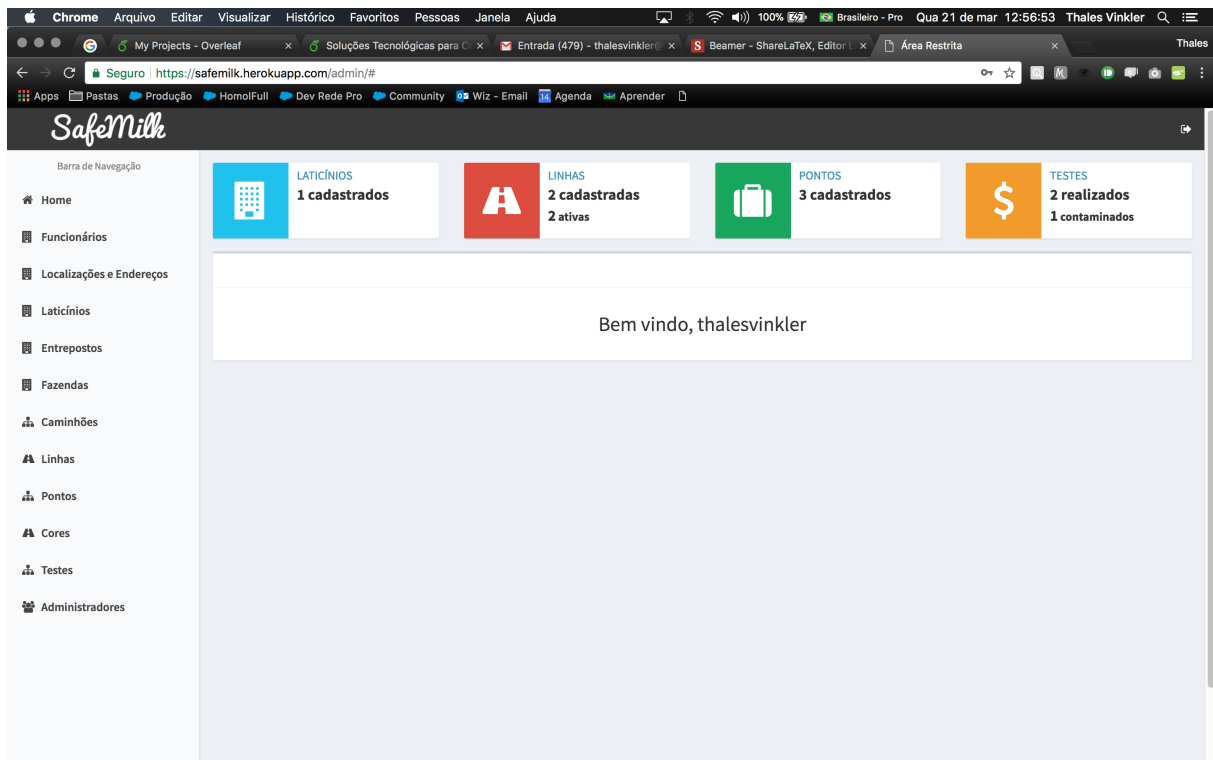 Chrome Arquivo Editar Visualizar Histórico Favoritos Pessoas Janela Ajuda 100% Brasileiro - Pro Qua 21 de mar 12:56:53 Thales Vinkler
My Projects - Overleaf
Soluções Tecnológicas para C
Entrada (479) - thalesvinkler@
Beamer - ShareLaTeX, Editor L
Área Restrita
Thales
Seguro https://safemilk.herokuapp.com/admin/#
Apps Pastas Produção HomolFull Dev Rede Pro Community Wiz - Email 14 Agenda Aprender
SafeMilk
Barra de Navegação
Home
Funcionários
Localizações e Endereços
Laticínios
Entrepostos
Fazendas
Caminhões
Linhas
Pontos
Cores
Testes
Administradores
LATICÍNIOS
1 cadastrados
LINHAS
2 cadastradas
2 ativas
PONTOS
3 cadastrados
TESTES
2 realizados
1 contaminados
Bem vindo, thalesvinkler